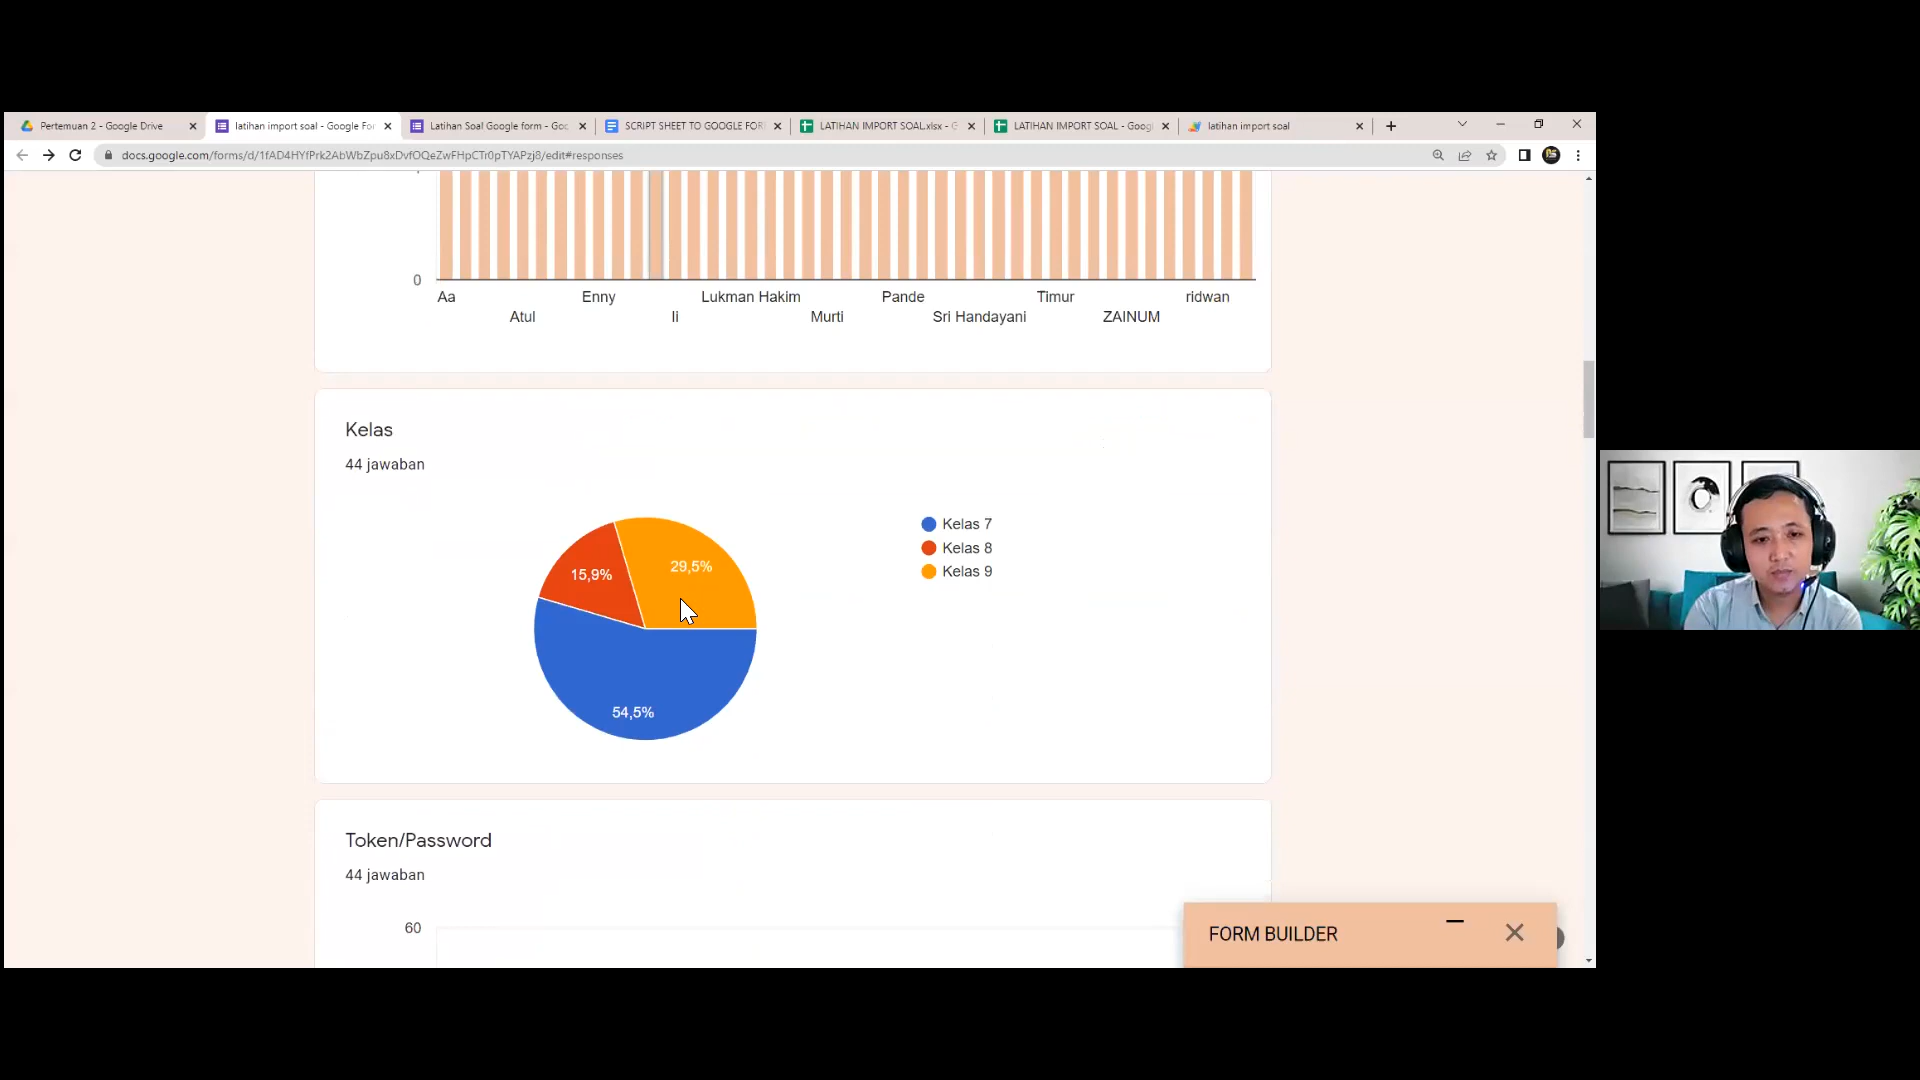 Pertemuan 2 - Google Drive
latihan import soal - Google For
Latihan Soal Google form - Goo
SCRIPT SHEET TO GOOGLE FOR
LATIHAN IMPORT SOAL.xlsx - G
LATIHAN IMPORT SOAL - Googl
latihan import soal
docs.google.com/forms/d/1fAD4HYfPrk2AbWbZpu8xDvfOQeZwFHpCTr0pTYAPzj8/edit#responses
0
Aa
Enny
Lukman Hakim
Pande
Timur
ridwan
Atul
Ii
Murti
Sri Handayani
ZAINUM
Kelas
44 jawaban
Kelas 7
Kelas 8
Kelas 9
29,5%
15,9%
54,5%
Token/Password
44 jawaban
60
FORM BUILDER